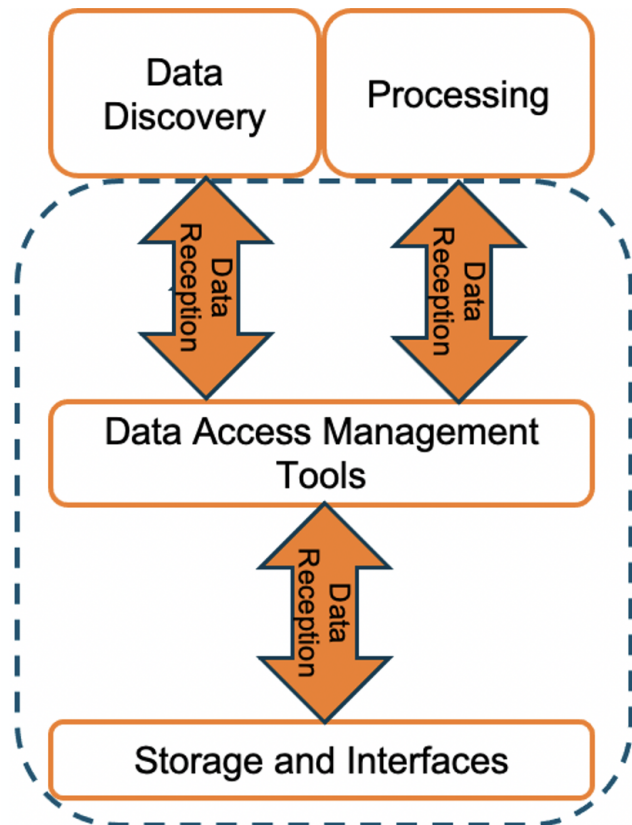 Data
Discovery
Processing
Data
Reception
Data
Reception
Data Access Management
Tools
Data
Reception
Storage and Interfaces